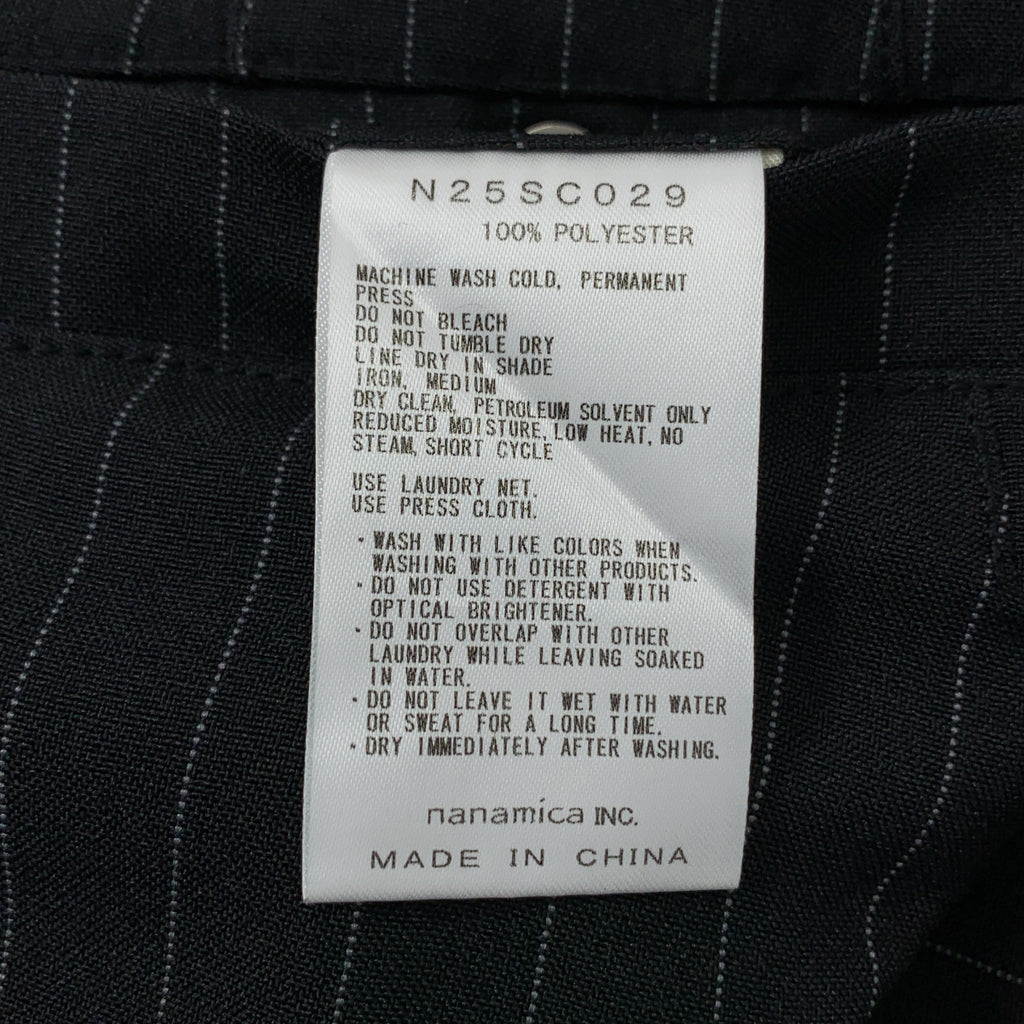 N25SC029
100% POLYESTER
MACHINE WASH COLD, PERMANENT
PRESS
DO NOT BLEACH
DO NOT TUMBLE DRY
LINE DRY IN SHADE
IRON, MEDIUM
DRY CLEAN, PETROLEUM SOLVENT ONLY
REDUCED MOISTURE, LOW HEAT, NO
STEAM, SHORT CYCLE
USE LAUNDRY NET.
USE PRESS CLOTH.
・WASH WITH LIKE COLORS WHEN
WASHING WITH OTHER PRODUCTS.
・DO NOT USE DETERGENT WITH
OPTICAL BRIGHTENER.
・DO NOT OVERLAP WITH OTHER
LAUNDRY WHILE LEAVING SOAKED
IN WATER.
・DO NOT LEAVE IT WET WITH WATER
OR SWEAT FOR A LONG TIME.
・DRY IMMEDIATELY AFTER WASHING.
nanamica INC.
MADE IN CHINA